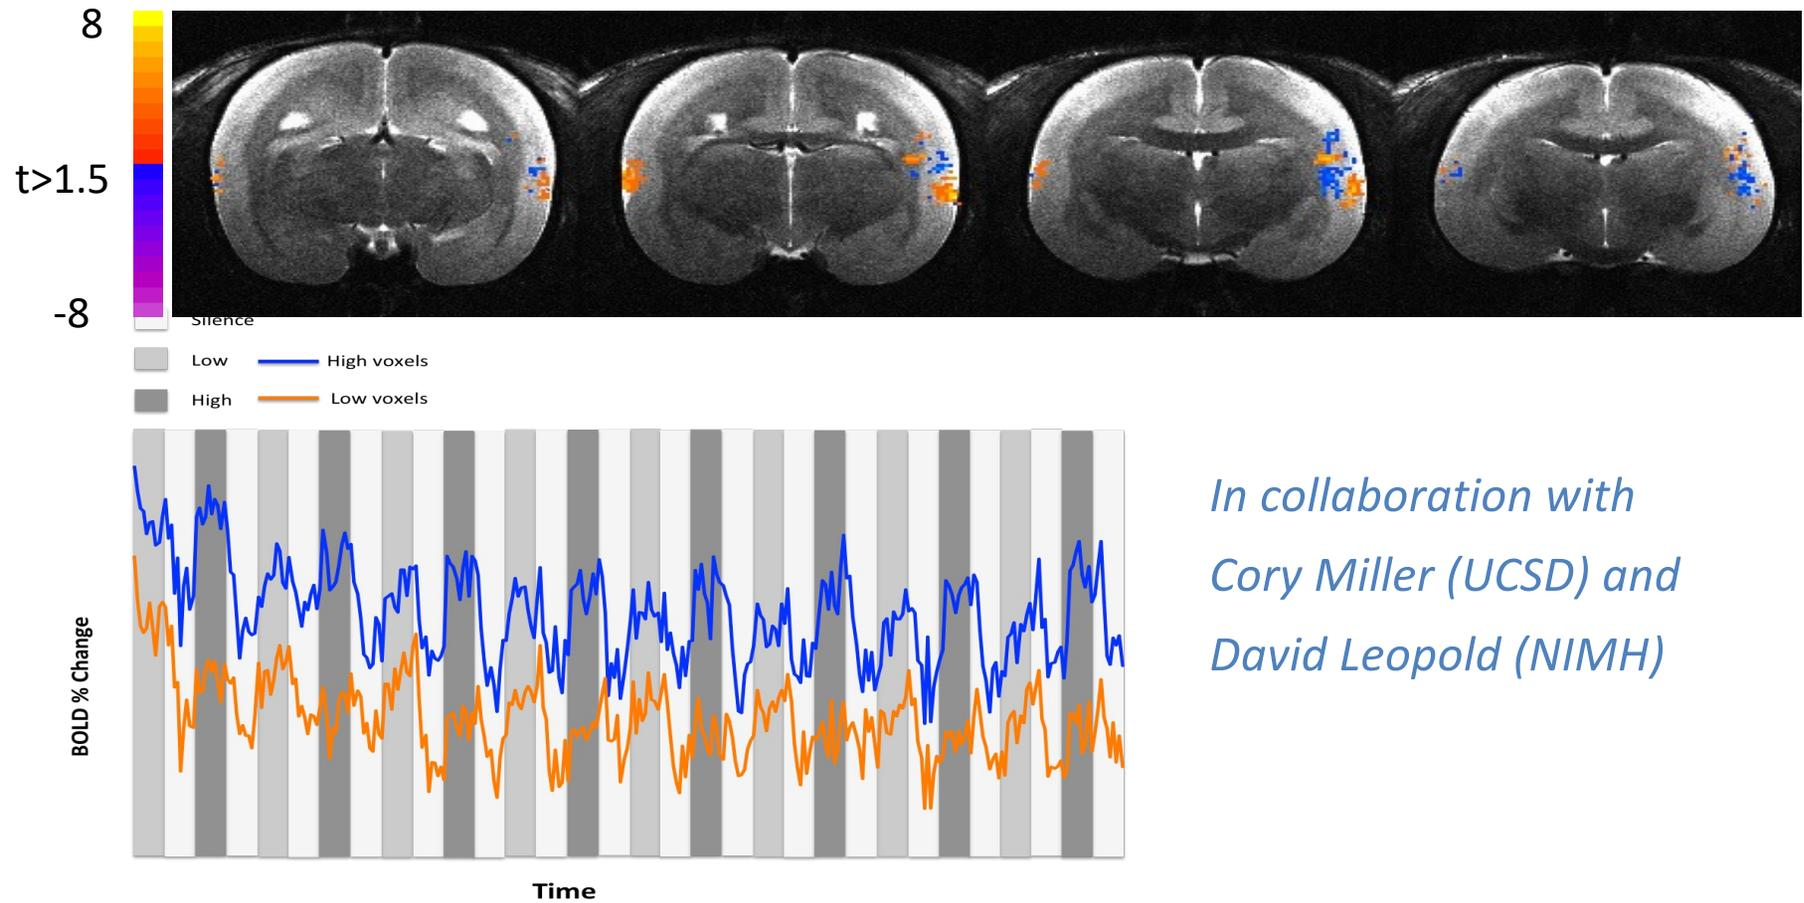 8
t>1.5
-8
Silence
Low High voxels
High Low voxels
BOLD % Change
Time
In collaboration with
Cory Miller (UCSD) and
David Leopold (NIMH)